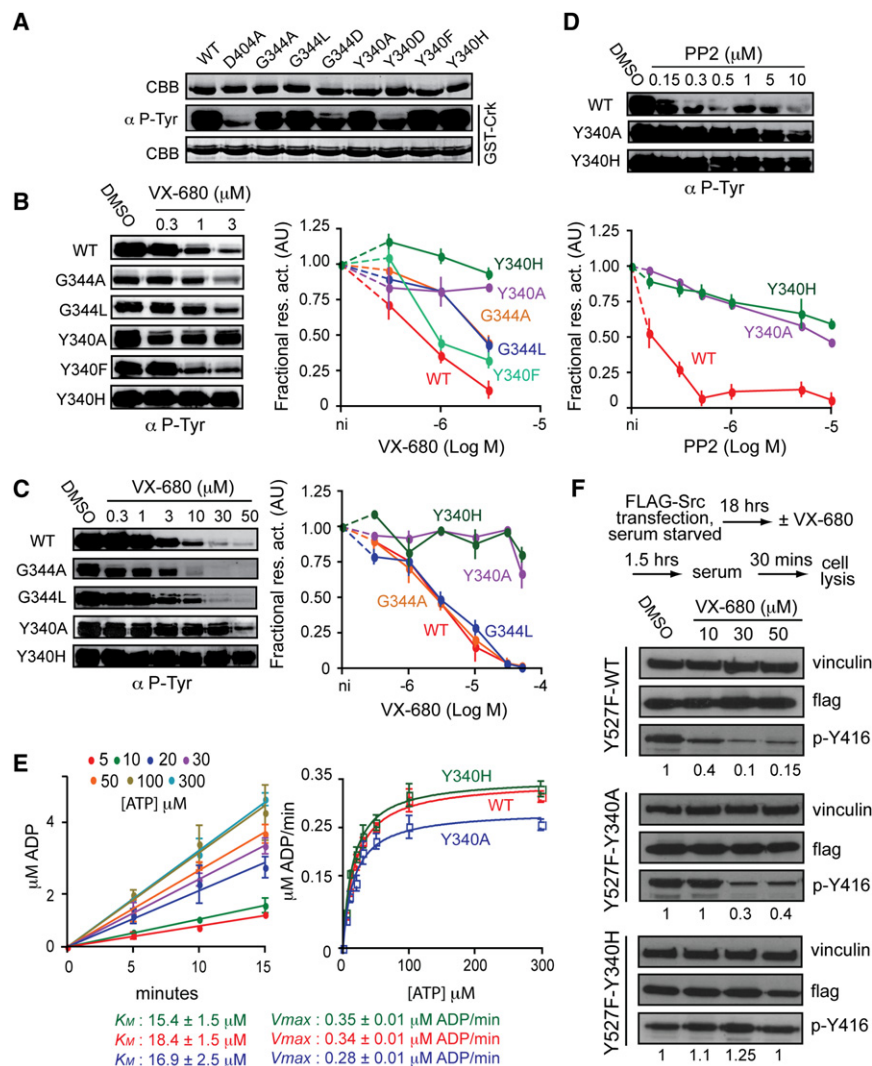 A
WT
D404A
G344A
G344L
G344D
Y340A
Y340D
Y340F
Y340H
CBB
α P-Tyr
CBB
GST-Crk
B
DMSO
VX-680 (μM)
0.3 1 3
WT
G344A
G344L
Y340A
Y340F
Y340H
α P-Tyr
Fractional res. act. (AU)
1.25
1.00
0.75
0.50
0.25
0
ni -6 -5
VX-680 (Log M)
Y340H
Y340A
G344A
G344L
Y340F
WT
C
DMSO
VX-680 (μM)
0.3 1 3 10 30 50
WT
G344A
G344L
Y340A
Y340H
α P-Tyr
Fractional res. act. (AU)
1.25
1.00
0.75
0.50
0.25
0
ni -6 -5 -4
VX-680 (Log M)
Y340H
Y340A
G344A
WT
G344L
D
DMSO
PP2 (μM)
0.15 0.3 0.5 1 5 10
WT
Y340A
Y340H
α P-Tyr
Fractional res. act. (AU)
1.25
1.00
0.75
0.50
0.25
0
ni -6 -5
PP2 (Log M)
Y340H
Y340A
WT
E
5 10 20 30
50 100 300
[ATP] μM
μM ADP
4
2
0
0 5 10 15
minutes
μM ADP/min
0.35
0.25
0.15
0
0 100 200 300
[ATP] μM
Y340H
WT
Y340A
KM : 15.4 ± 1.5 μM Vmax : 0.35 ± 0.01 μM ADP/min
KM : 18.4 ± 1.5 μM Vmax : 0.34 ± 0.01 μM ADP/min
KM : 16.9 ± 2.5 μM Vmax : 0.28 ± 0.01 μM ADP/min
F
FLAG-Src
transfection,
serum starved
18 hrs
± VX-680
1.5 hrs
serum
30 mins
cell
lysis
DMSO
VX-680 (μM)
10 30 50
Y527F-WT
vinculin
flag
p-Y416
1 0.4 0.1 0.15
Y527F-Y340A
vinculin
flag
p-Y416
1 1 0.3 0.4
Y527F-Y340H
vinculin
flag
p-Y416
1 1.1 1.25 1